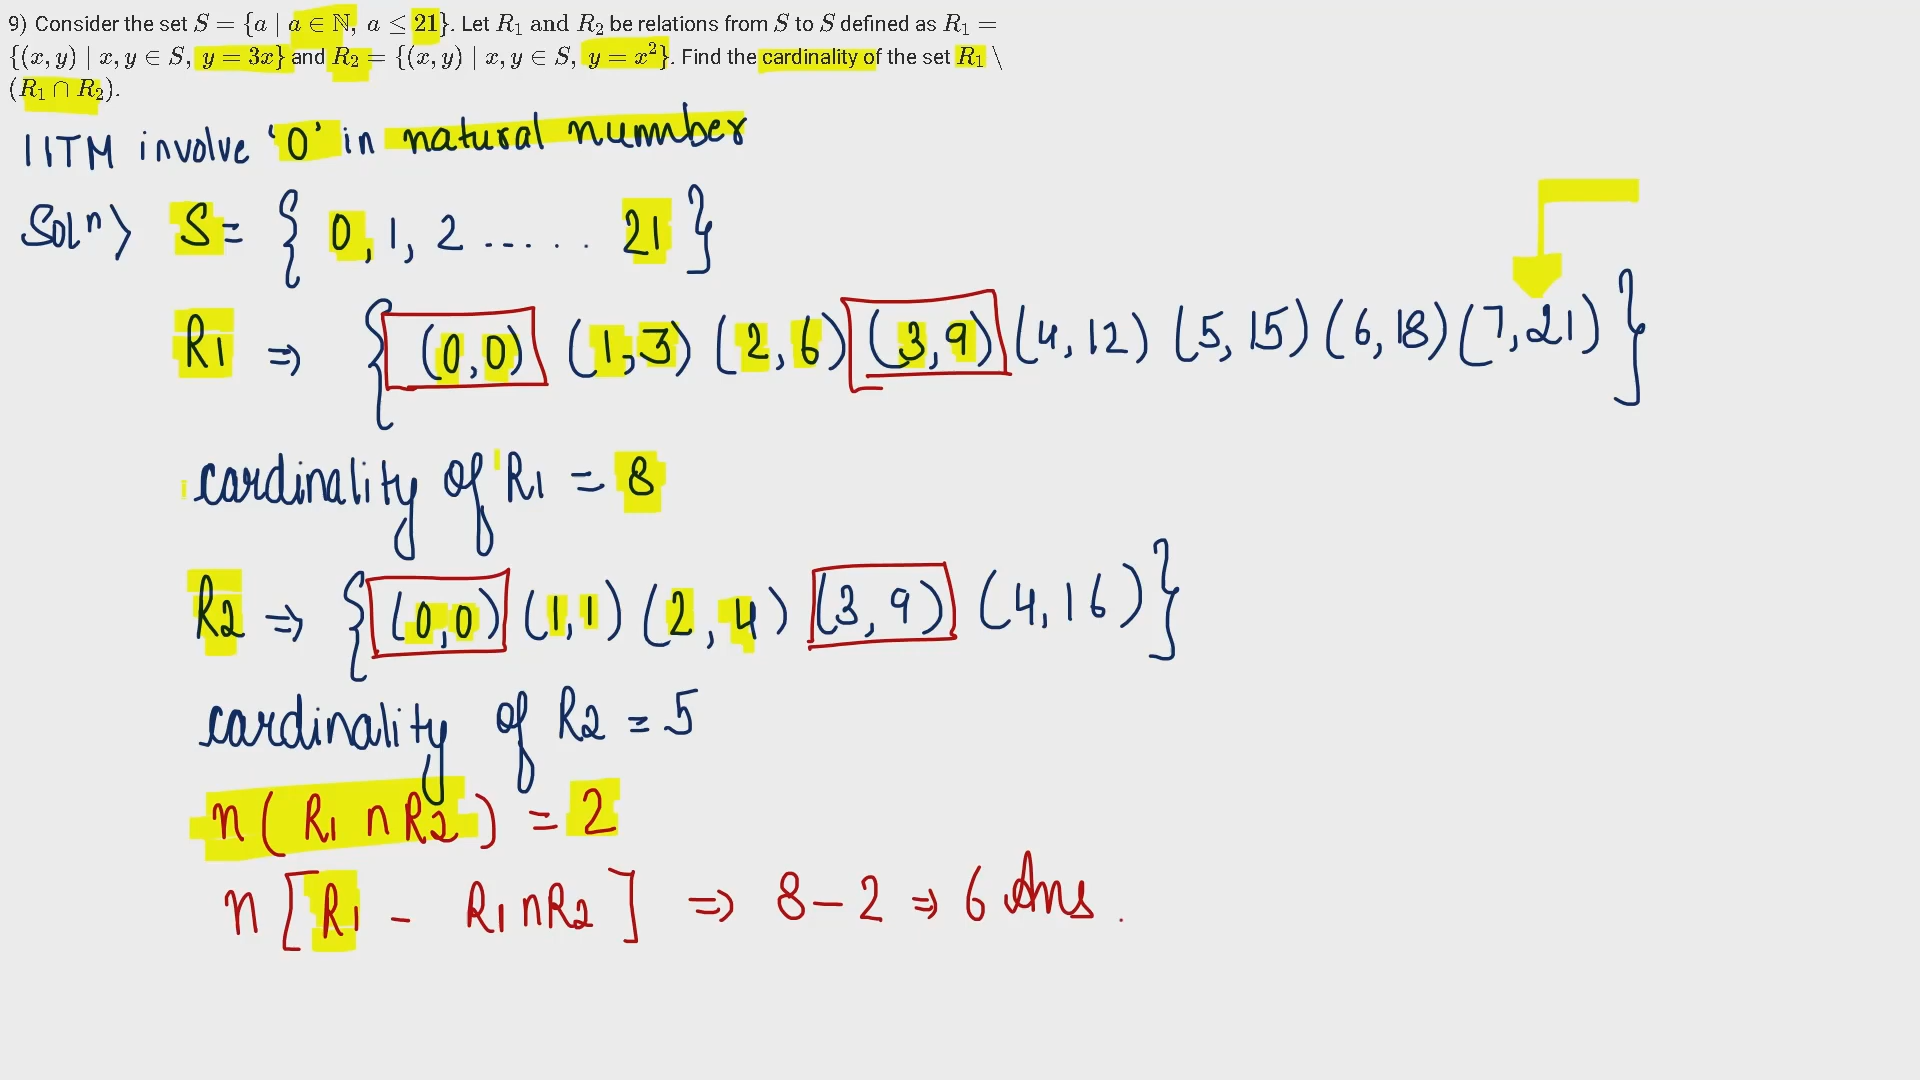 9) Consider the set S = {a | a ∈ ℕ, a ≤ 21}. Let R₁ and R₂ be relations from S to S defined as R₁ =
{(x, y) | x, y ∈ S, y = 3x} and R₂ = {(x, y) | x, y ∈ S, y = x²}. Find the cardinality of the set R₁ \
(R₁ ∩ R₂).
IITM involve '0' in natural number
Solⁿ> S = { 0, 1, 2 ..... 21 }
R1 ⇒ { (0,0) (1,3) (2,6) (3,9) (4,12) (5,15) (6,18) (7,21) }
cardinality of R1 = 8
R2 ⇒ { (0,0) (1,1) (2,4) (3,9) (4,16) }
cardinality of R2 = 5
n( R1 ∩ R2 ) = 2
n [ R1 - R1∩R2 ] ⇒ 8 - 2 ⇒ 6 Ans.